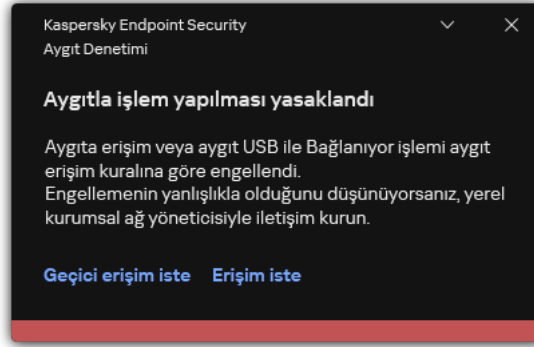 Kaspersky Endpoint Security
Aygıt Denetimi
Aygıtla işlem yapılması yasaklandı
Aygıta erişim veya aygıt USB ile Bağlanıyor işlemi aygıt
erişim kuralına göre engellendi.
Engellemenin yanlışlıkla olduğunu düşünüyorsanız, yerel
kurumsal ağ yöneticisiyle iletişim kurun.
Geçici erişim iste Erişim iste